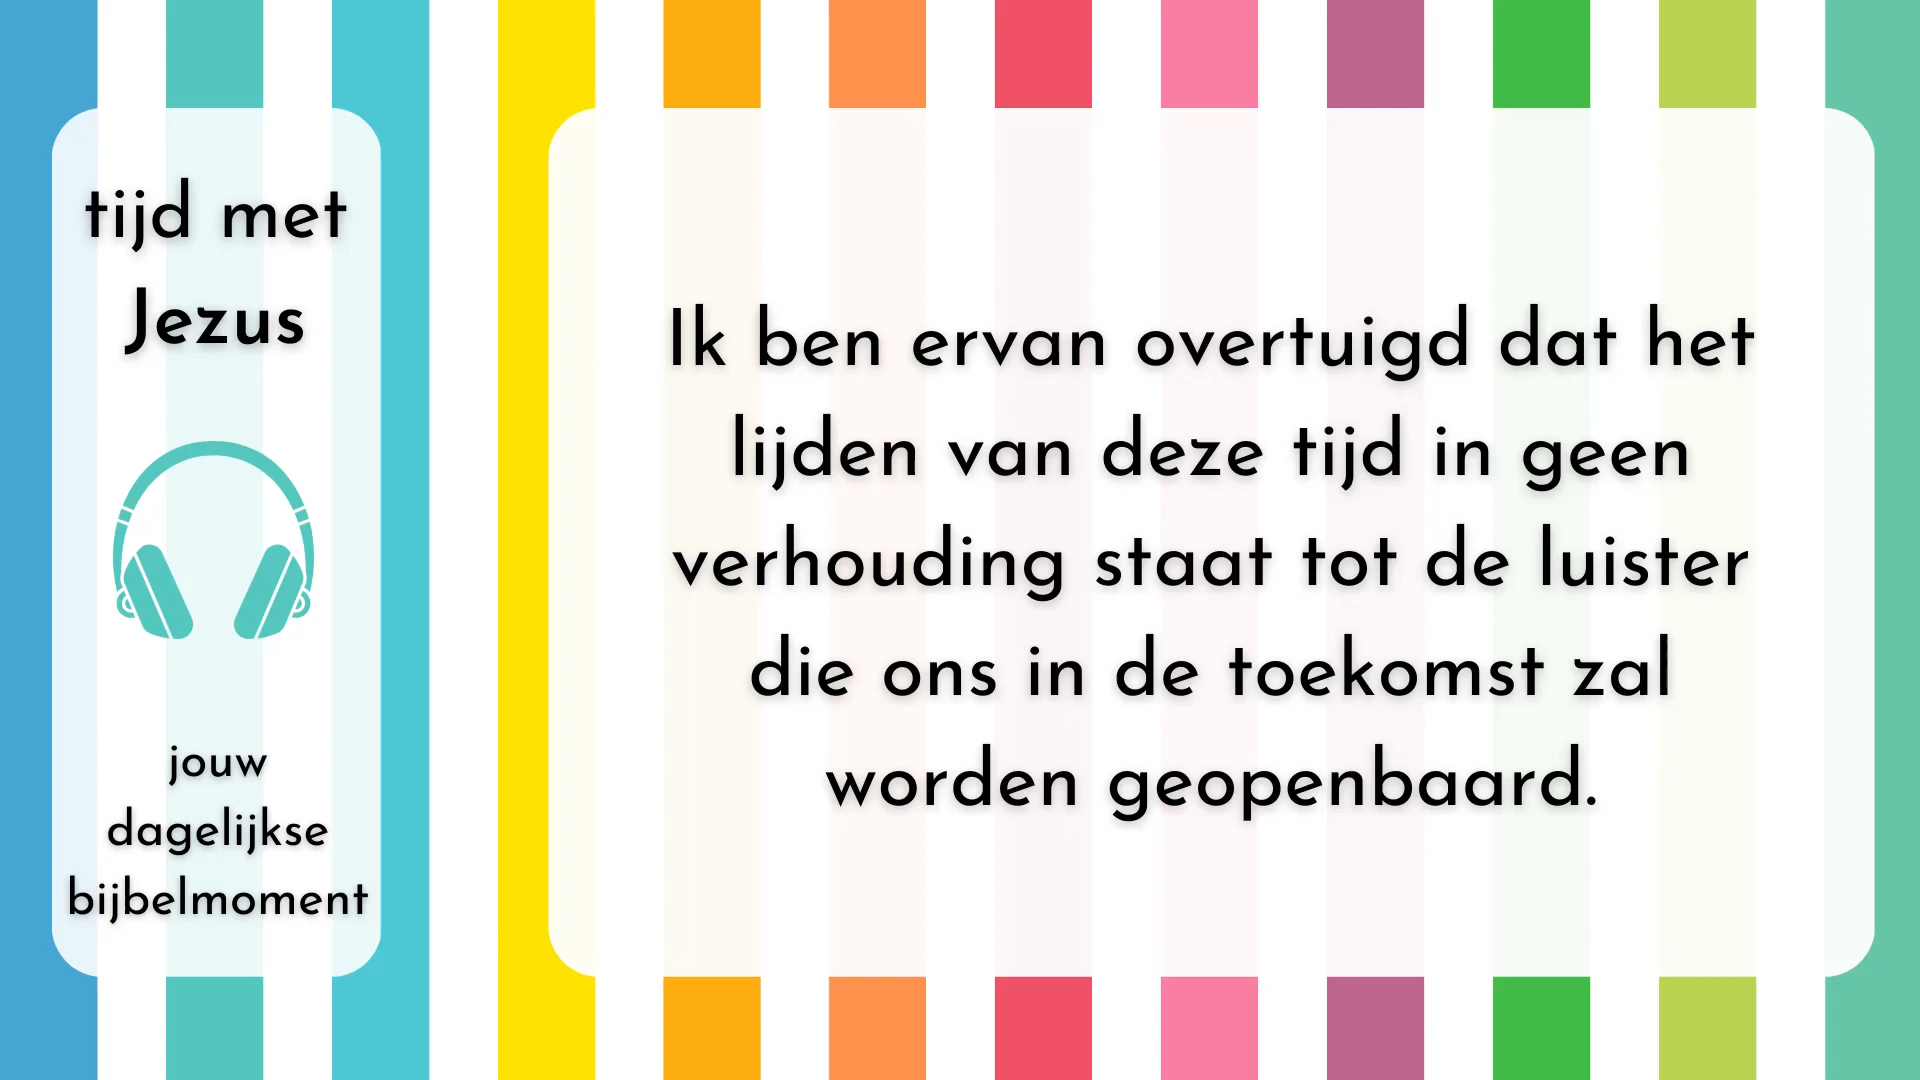 tijd met
Jezus
jouw
dagelijkse
bijbelmoment
Ik ben ervan overtuigd dat het
lijden van deze tijd in geen
verhouding staat tot de luister
die ons in de toekomst zal
worden geopenbaard.